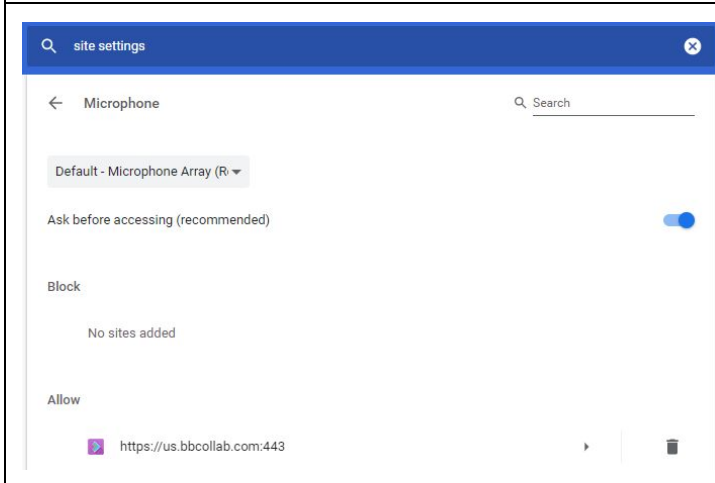 site settings
Microphone
Search
Default - Microphone Array (R
Ask before accessing (recommended)
Block
No sites added
Allow
https://us.bbcollab.com:443